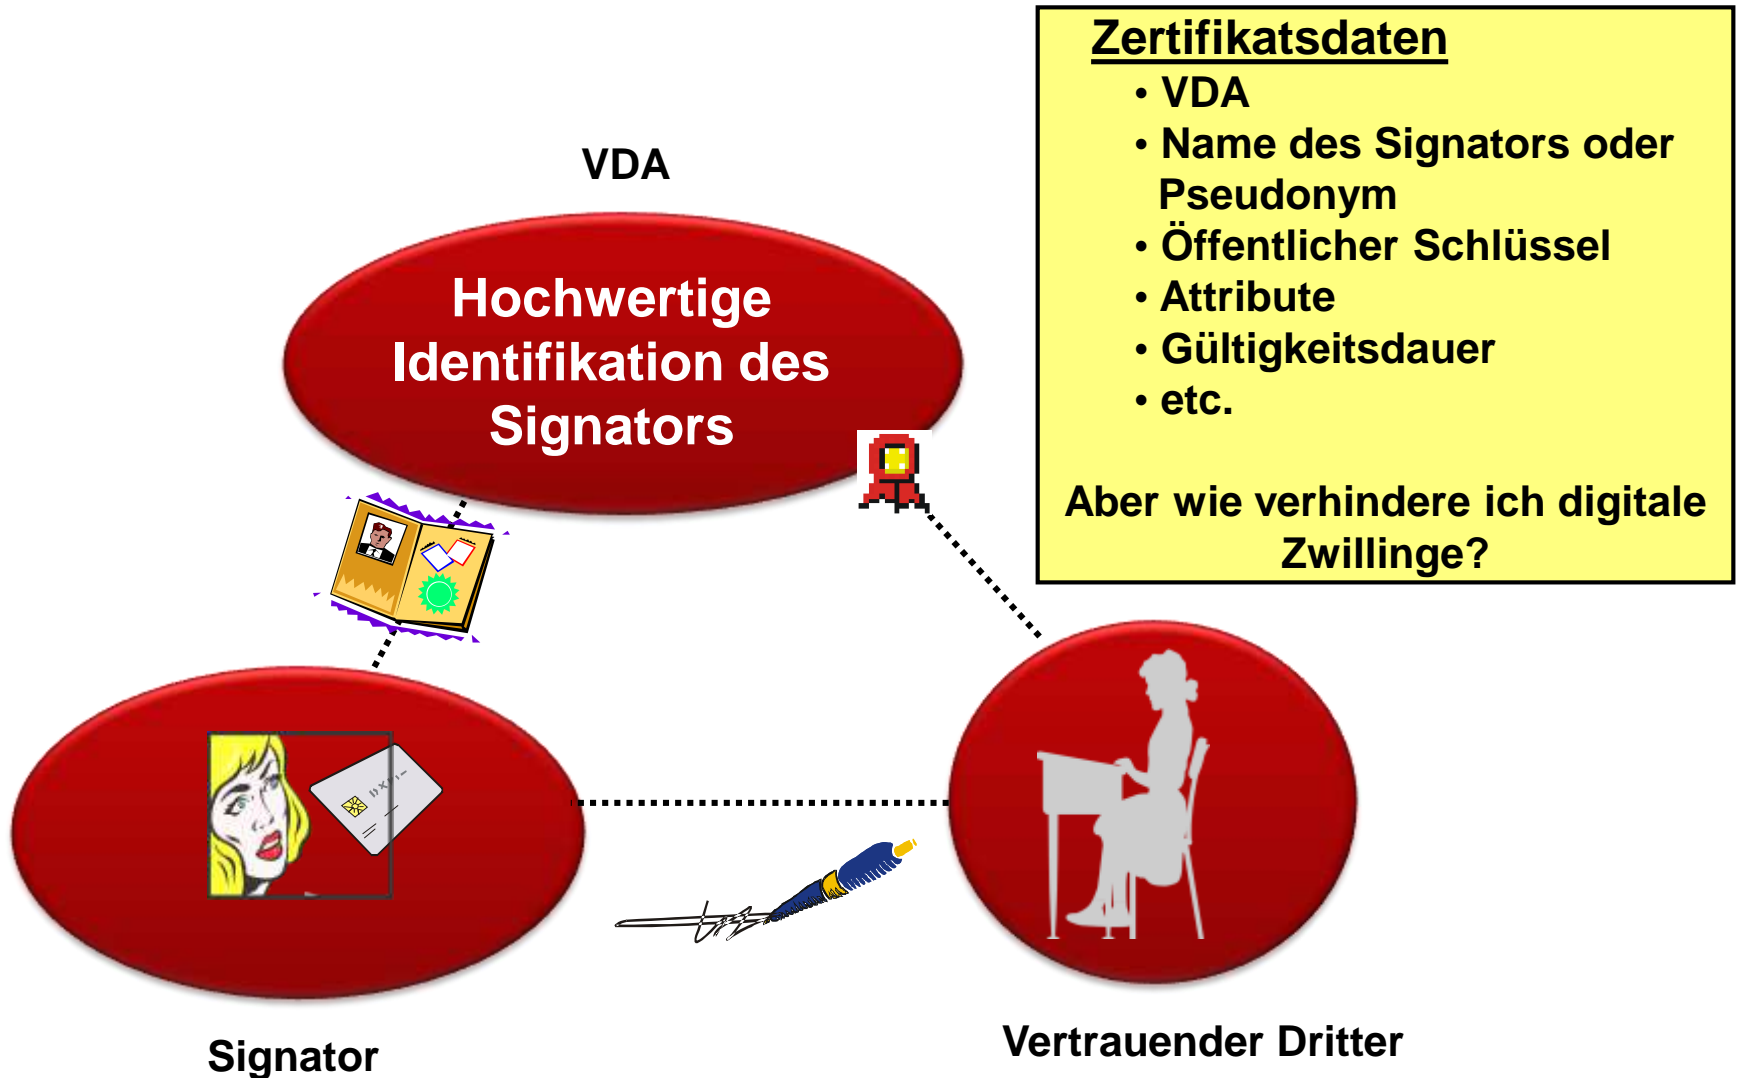 VDA
Hochwertige
Identifikation des
Signators
Zertifikatsdaten
• VDA
• Name des Signators oder
Pseudonym
• Öffentlicher Schlüssel
• Attribute
• Gültigkeitsdauer
• etc.
Aber wie verhindere ich digitale
Zwillinge?
Signator
Vertrauender Dritter